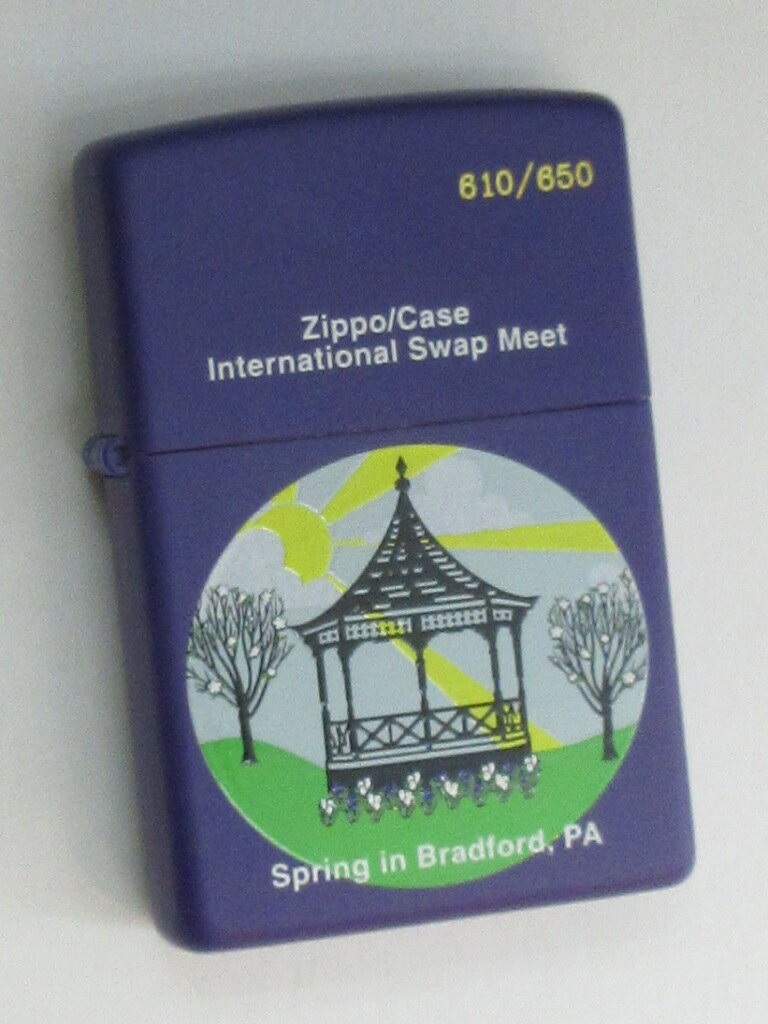 610/650
Zippo/Case
International Swap Meet
Spring in Bradford, PA